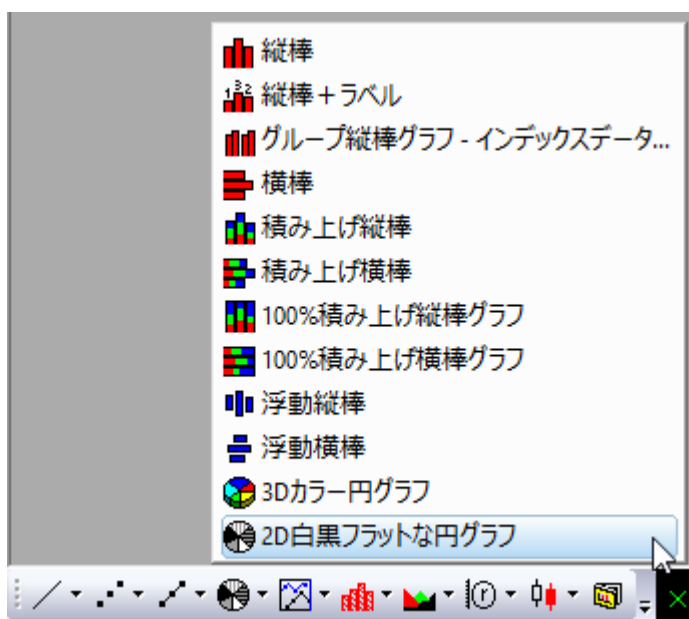 縦棒
縦棒+ラベル
グループ縦棒グラフ - インデックスデータ...
横棒
積み上げ縦棒
積み上げ横棒
100%積み上げ縦棒グラフ
100%積み上げ横棒グラフ
浮動縦棒
浮動横棒
3Dカラー円グラフ
2D白黒フラットな円グラフ